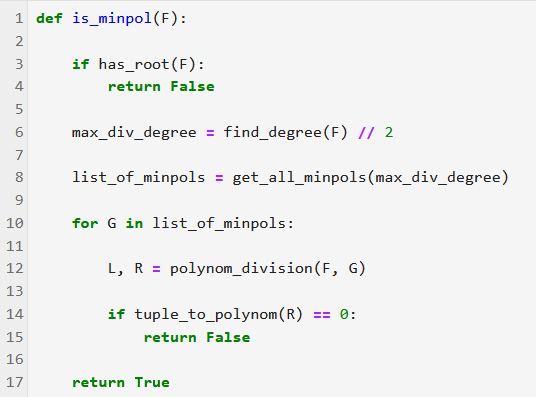 1 def is_minpol(F):
2
3     if has_root(F):
4         return False
5
6     max_div_degree = find_degree(F) // 2
7
8     list_of_minpols = get_all_minpols(max_div_degree)
9
10     for G in list_of_minpols:
11
12         L, R = polynom_division(F, G)
13
14         if tuple_to_polynom(R) == 0:
15             return False
16
17     return True